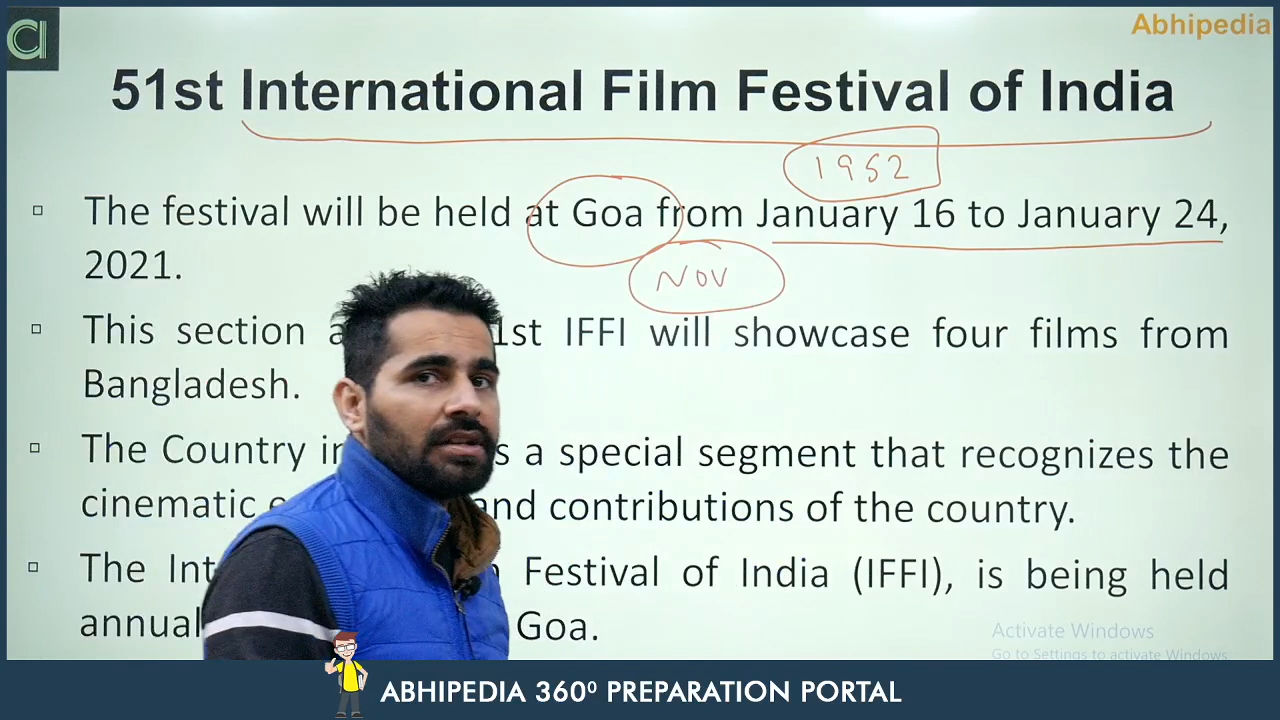 Abhipedia
51st International Film Festival of India
1952
The festival will be held at Goa from January 16 to January 24,
2021.
Nov
This section 1st IFFI will showcase four films from
Bangladesh.
The Country a special segment that recognizes the
cinematic and contributions of the country.
The Festival of India (IFFI), is being held
Goa.
Activate Windows
Go to Settings to activate Windows.
ABHIPEDIA 360⁰ PREPARATION PORTAL